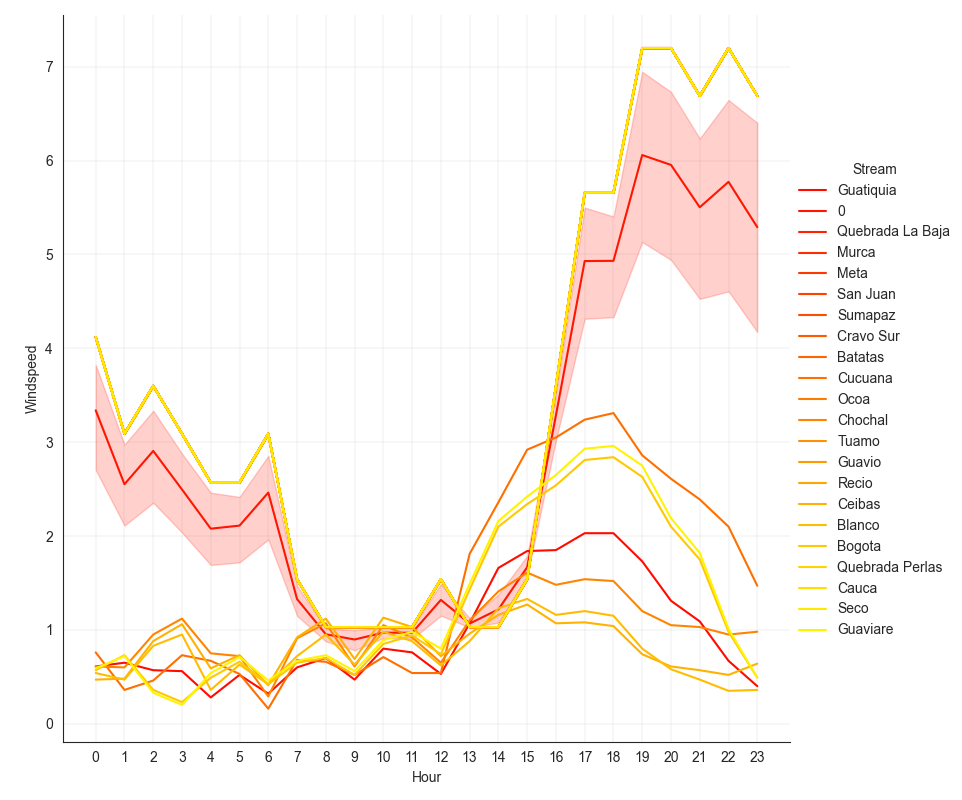 7
6
5
4
3
2
1
0
Windspeed
0 1 2 3 4 5 6 7 8 9 10 11 12 13 14 15 16 17 18 19 20 21 22 23
Hour
Stream
Guatiquia
0
Quebrada La Baja
Murca
Meta
San Juan
Sumapaz
Cravo Sur
Batatas
Cucuana
Ocoa
Chochal
Tuamo
Guavio
Recio
Ceibas
Blanco
Bogota
Quebrada Perlas
Cauca
Seco
Guaviare